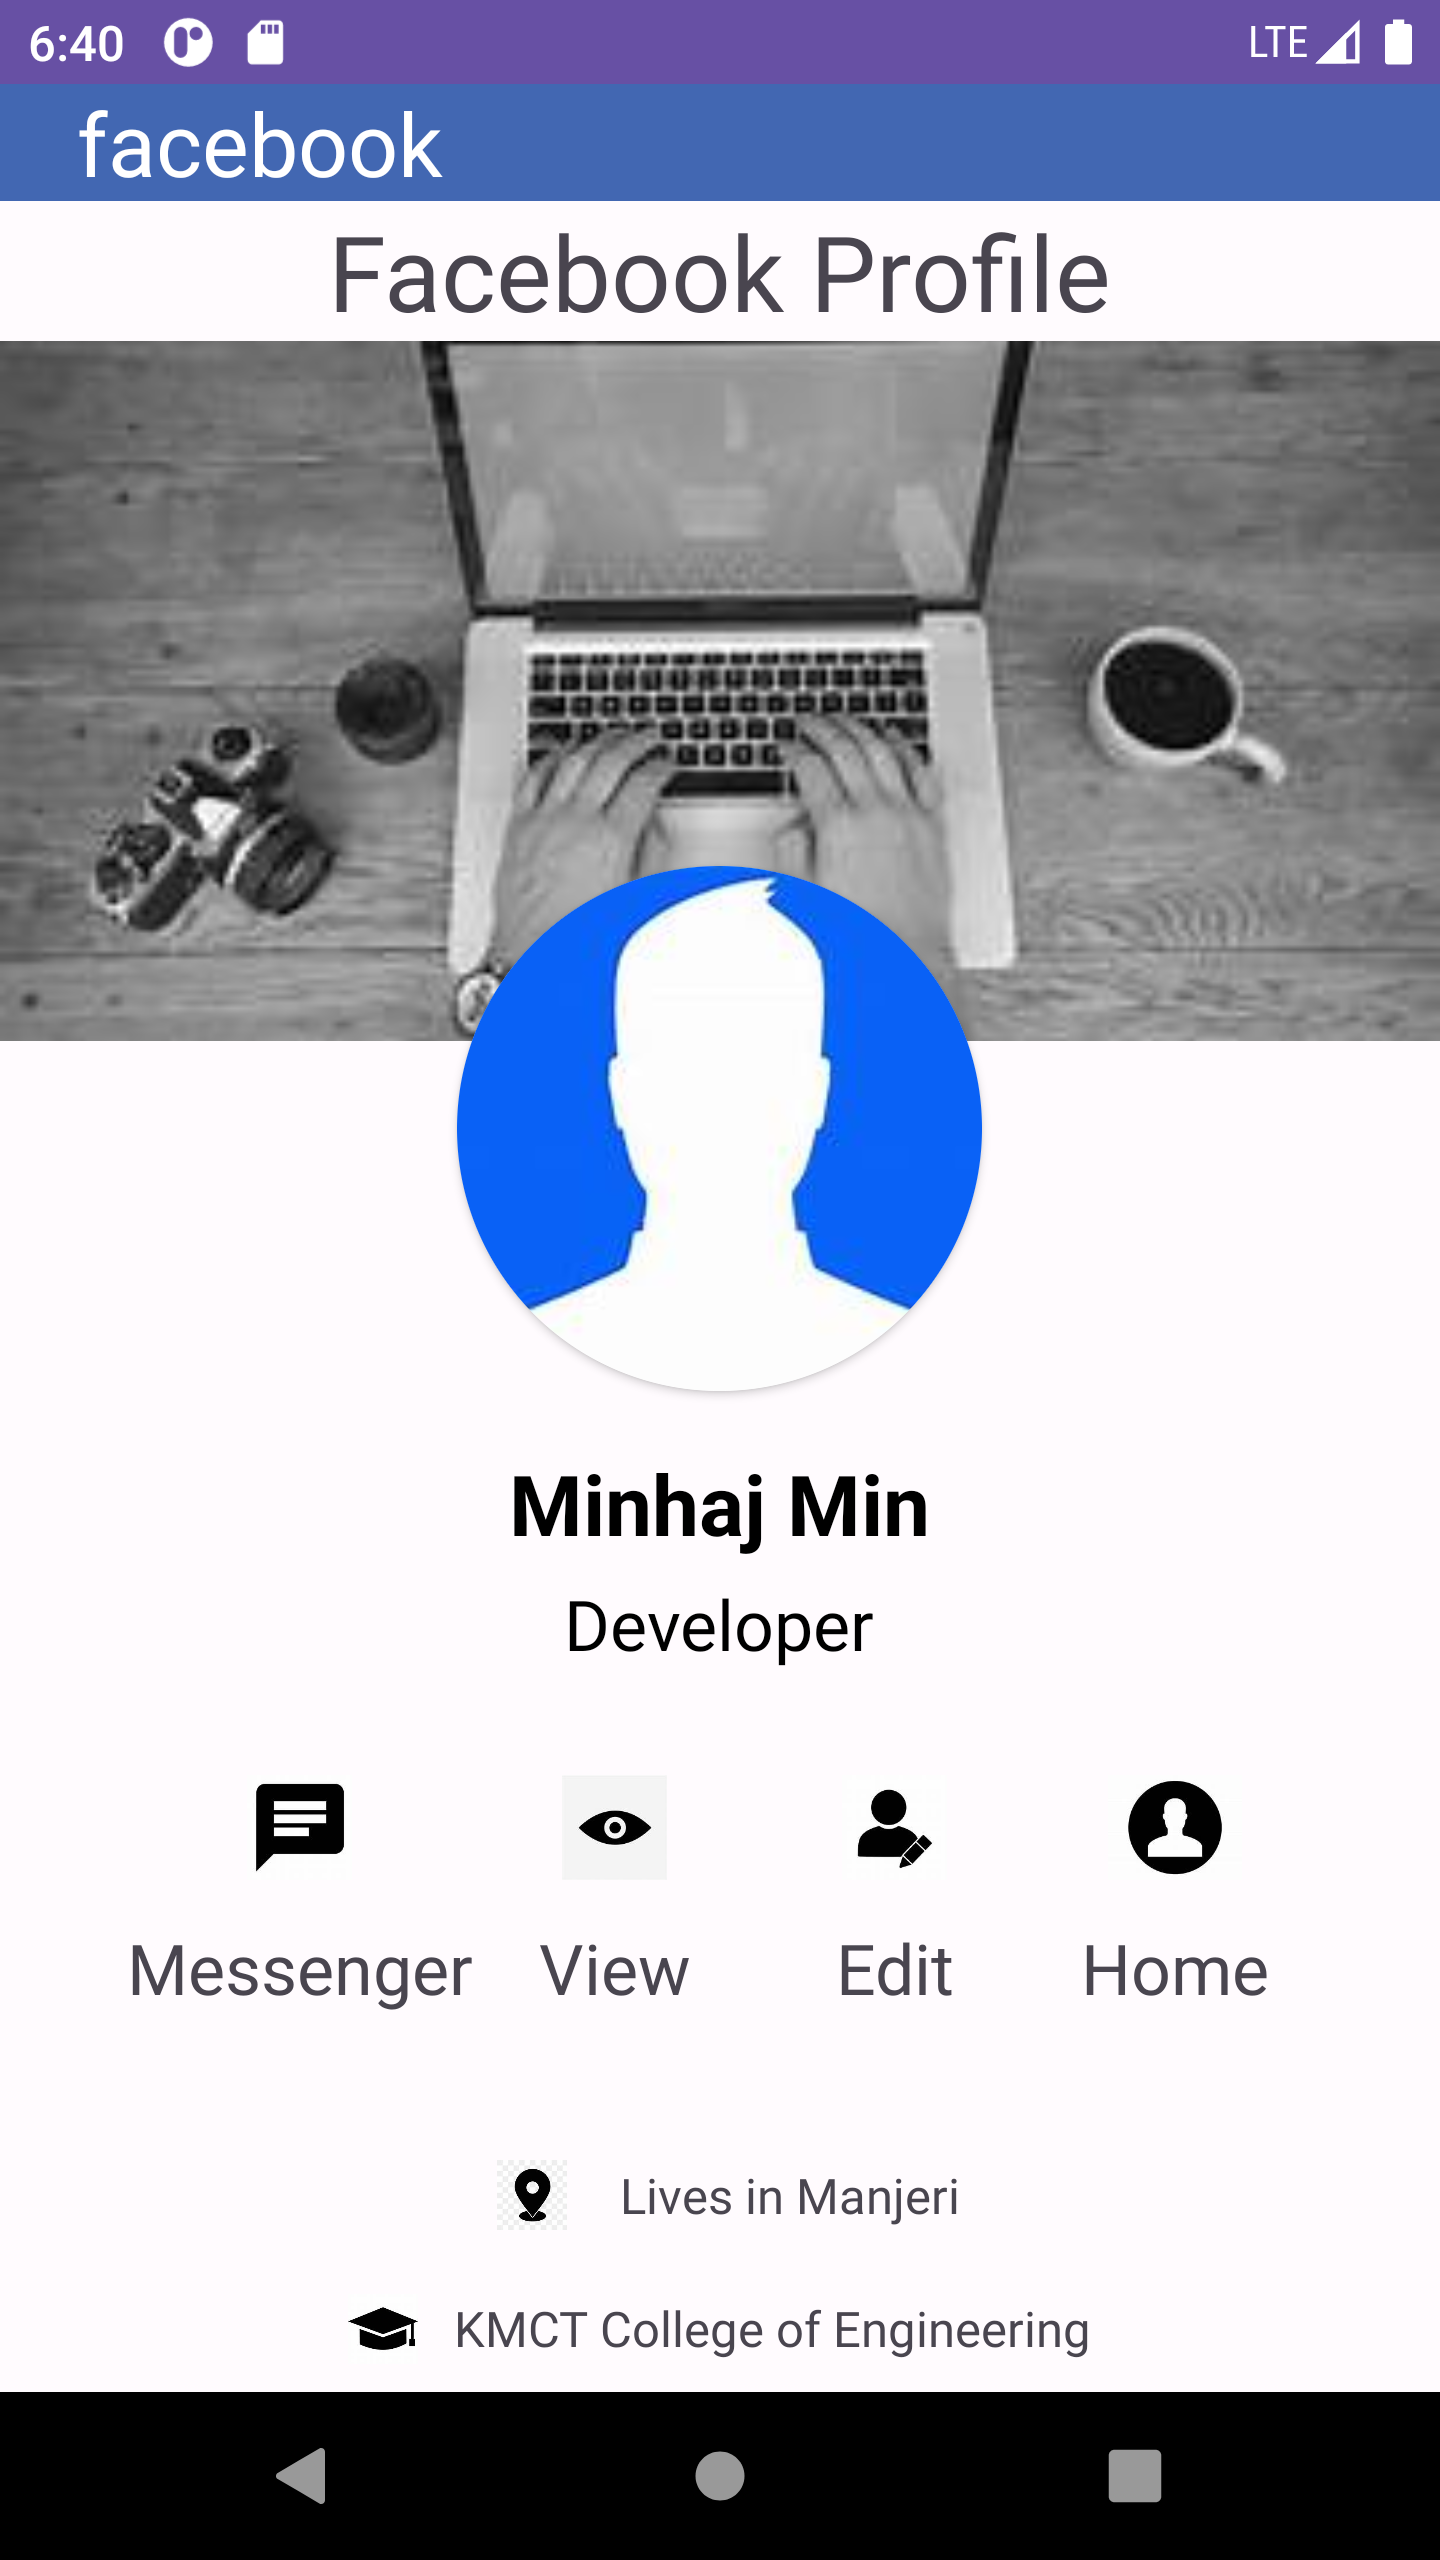 6:40 LTE
facebook
Facebook Profile
Minhaj Min
Developer
Messenger View Edit Home
Lives in Manjeri
KMCT College of Engineering